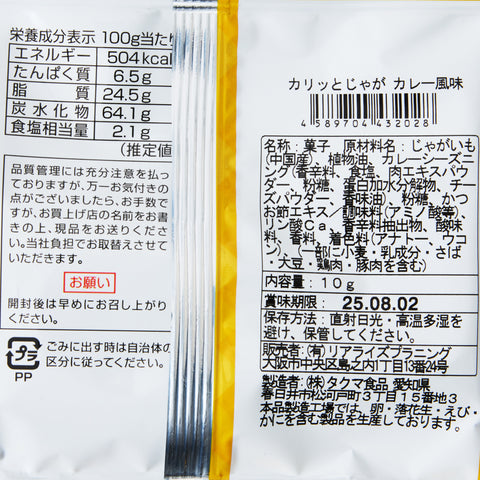 栄養成分表示 100g当たり
エネルギー 504kcal
たんぱく質 6.5g
脂質 24.5g
炭水化物 64.1g
食塩相当量 2.1g
(推定値
品質管理には充分注意を払っ
ておりますが、万一お気付きの
点がございましたら、お手数で
すが、お買上げ店の名前をお書
きの上、現品をお送りくださ
い。当社負担でお取替えさせて
いただきます。
お願い
開封後は早めにお召し上がり
ください。
プラ
PP
ごみに出す時は自治体の
区分に従ってください。
カリッとじゃが カレー風味
4589704432028
名称：菓子 原材料名：じゃがいも
(中国産)、植物油、カレーシーズニ
ング(香辛料、食塩、肉エキスパウ
ダー、粉糖、蛋白加水分解物、チー
ズパウダー、香味油)、粉糖、かつ
お節エキス／調味料(アミノ酸等)、
リン酸Ca、香辛料抽出物、酸味
料、香料、着色料(アナトー、ウコ
ン)、(一部に小麦・乳成分・さば
・大豆・鶏肉・豚肉を含む)
内容量：10g
賞味期限： 25.08.02
保存方法：直射日光・高温多湿を
避け、保管してください。
販売者：(有)リアライズプラニング
大阪市中央区島之内1丁目13番24号
製造者：(株)タクマ食品 愛知県
春日井市松河戸町3丁目15番地3
本品製造工場では、卵・落花生・えび・
かにを含む製品を生産しております。